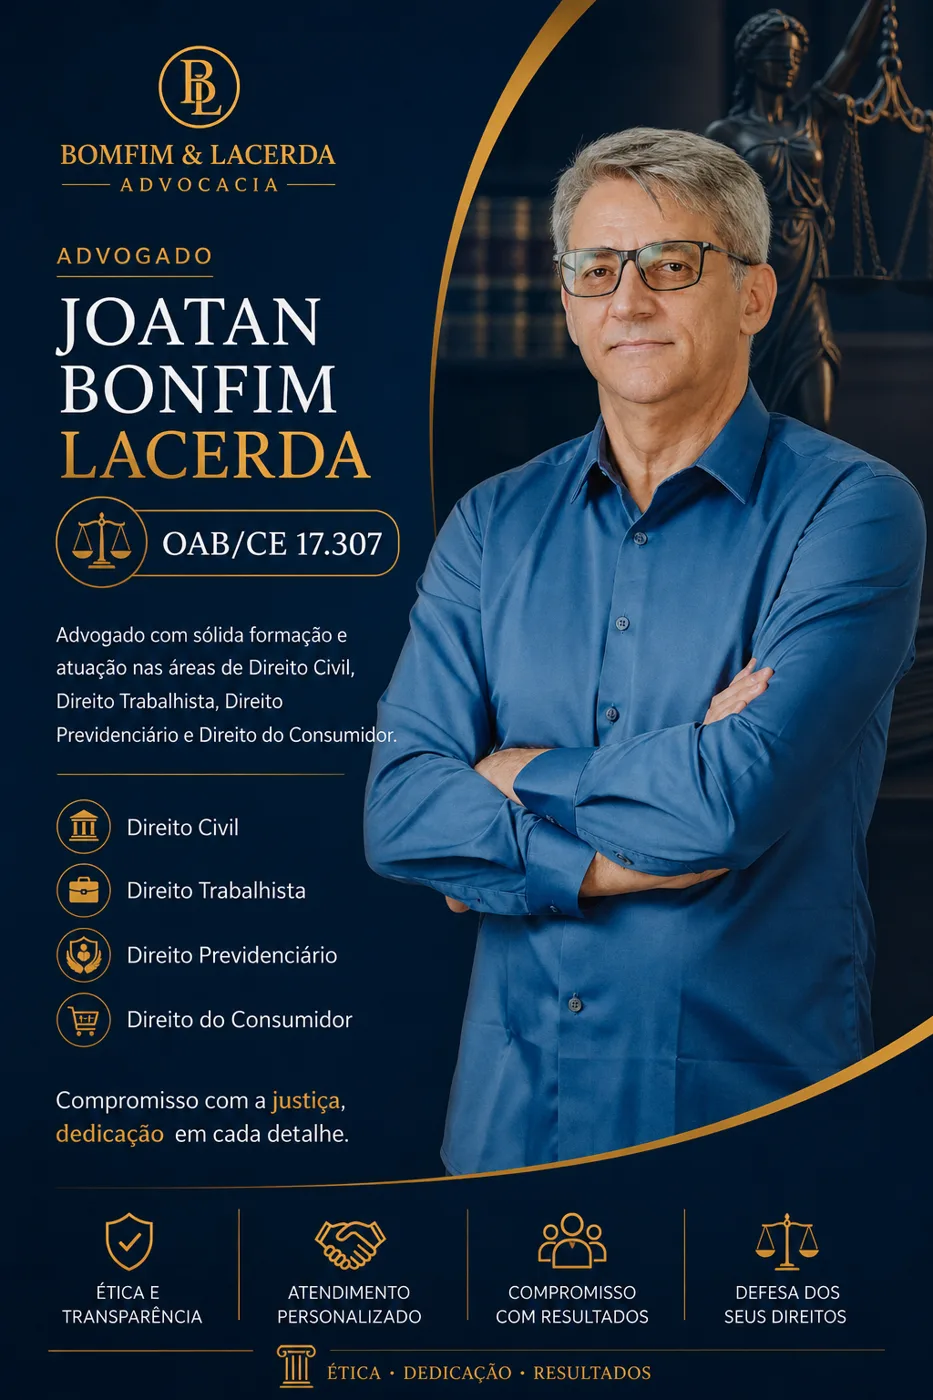 BL
BOMFIM & LACERDA
ADVOCACIA
ADVOGADO
JOATAN
BONFIM
LACERDA
OAB/CE 17.307
Advogado com sólida formação e
atuação nas áreas de Direito Civil,
Direito Trabalhista, Direito
Previdenciário e Direito do Consumidor.
Direito Civil
Direito Trabalhista
Direito Previdenciário
Direito do Consumidor
Compromisso com a justiça,
dedicação em cada detalhe.
ÉTICA E
TRANSPARÊNCIA
ATENDIMENTO
PERSONALIZADO
COMPROMISSO
COM RESULTADOS
DEFESA DOS
SEUS DIREITOS
ÉTICA • DEDICAÇÃO • RESULTADOS